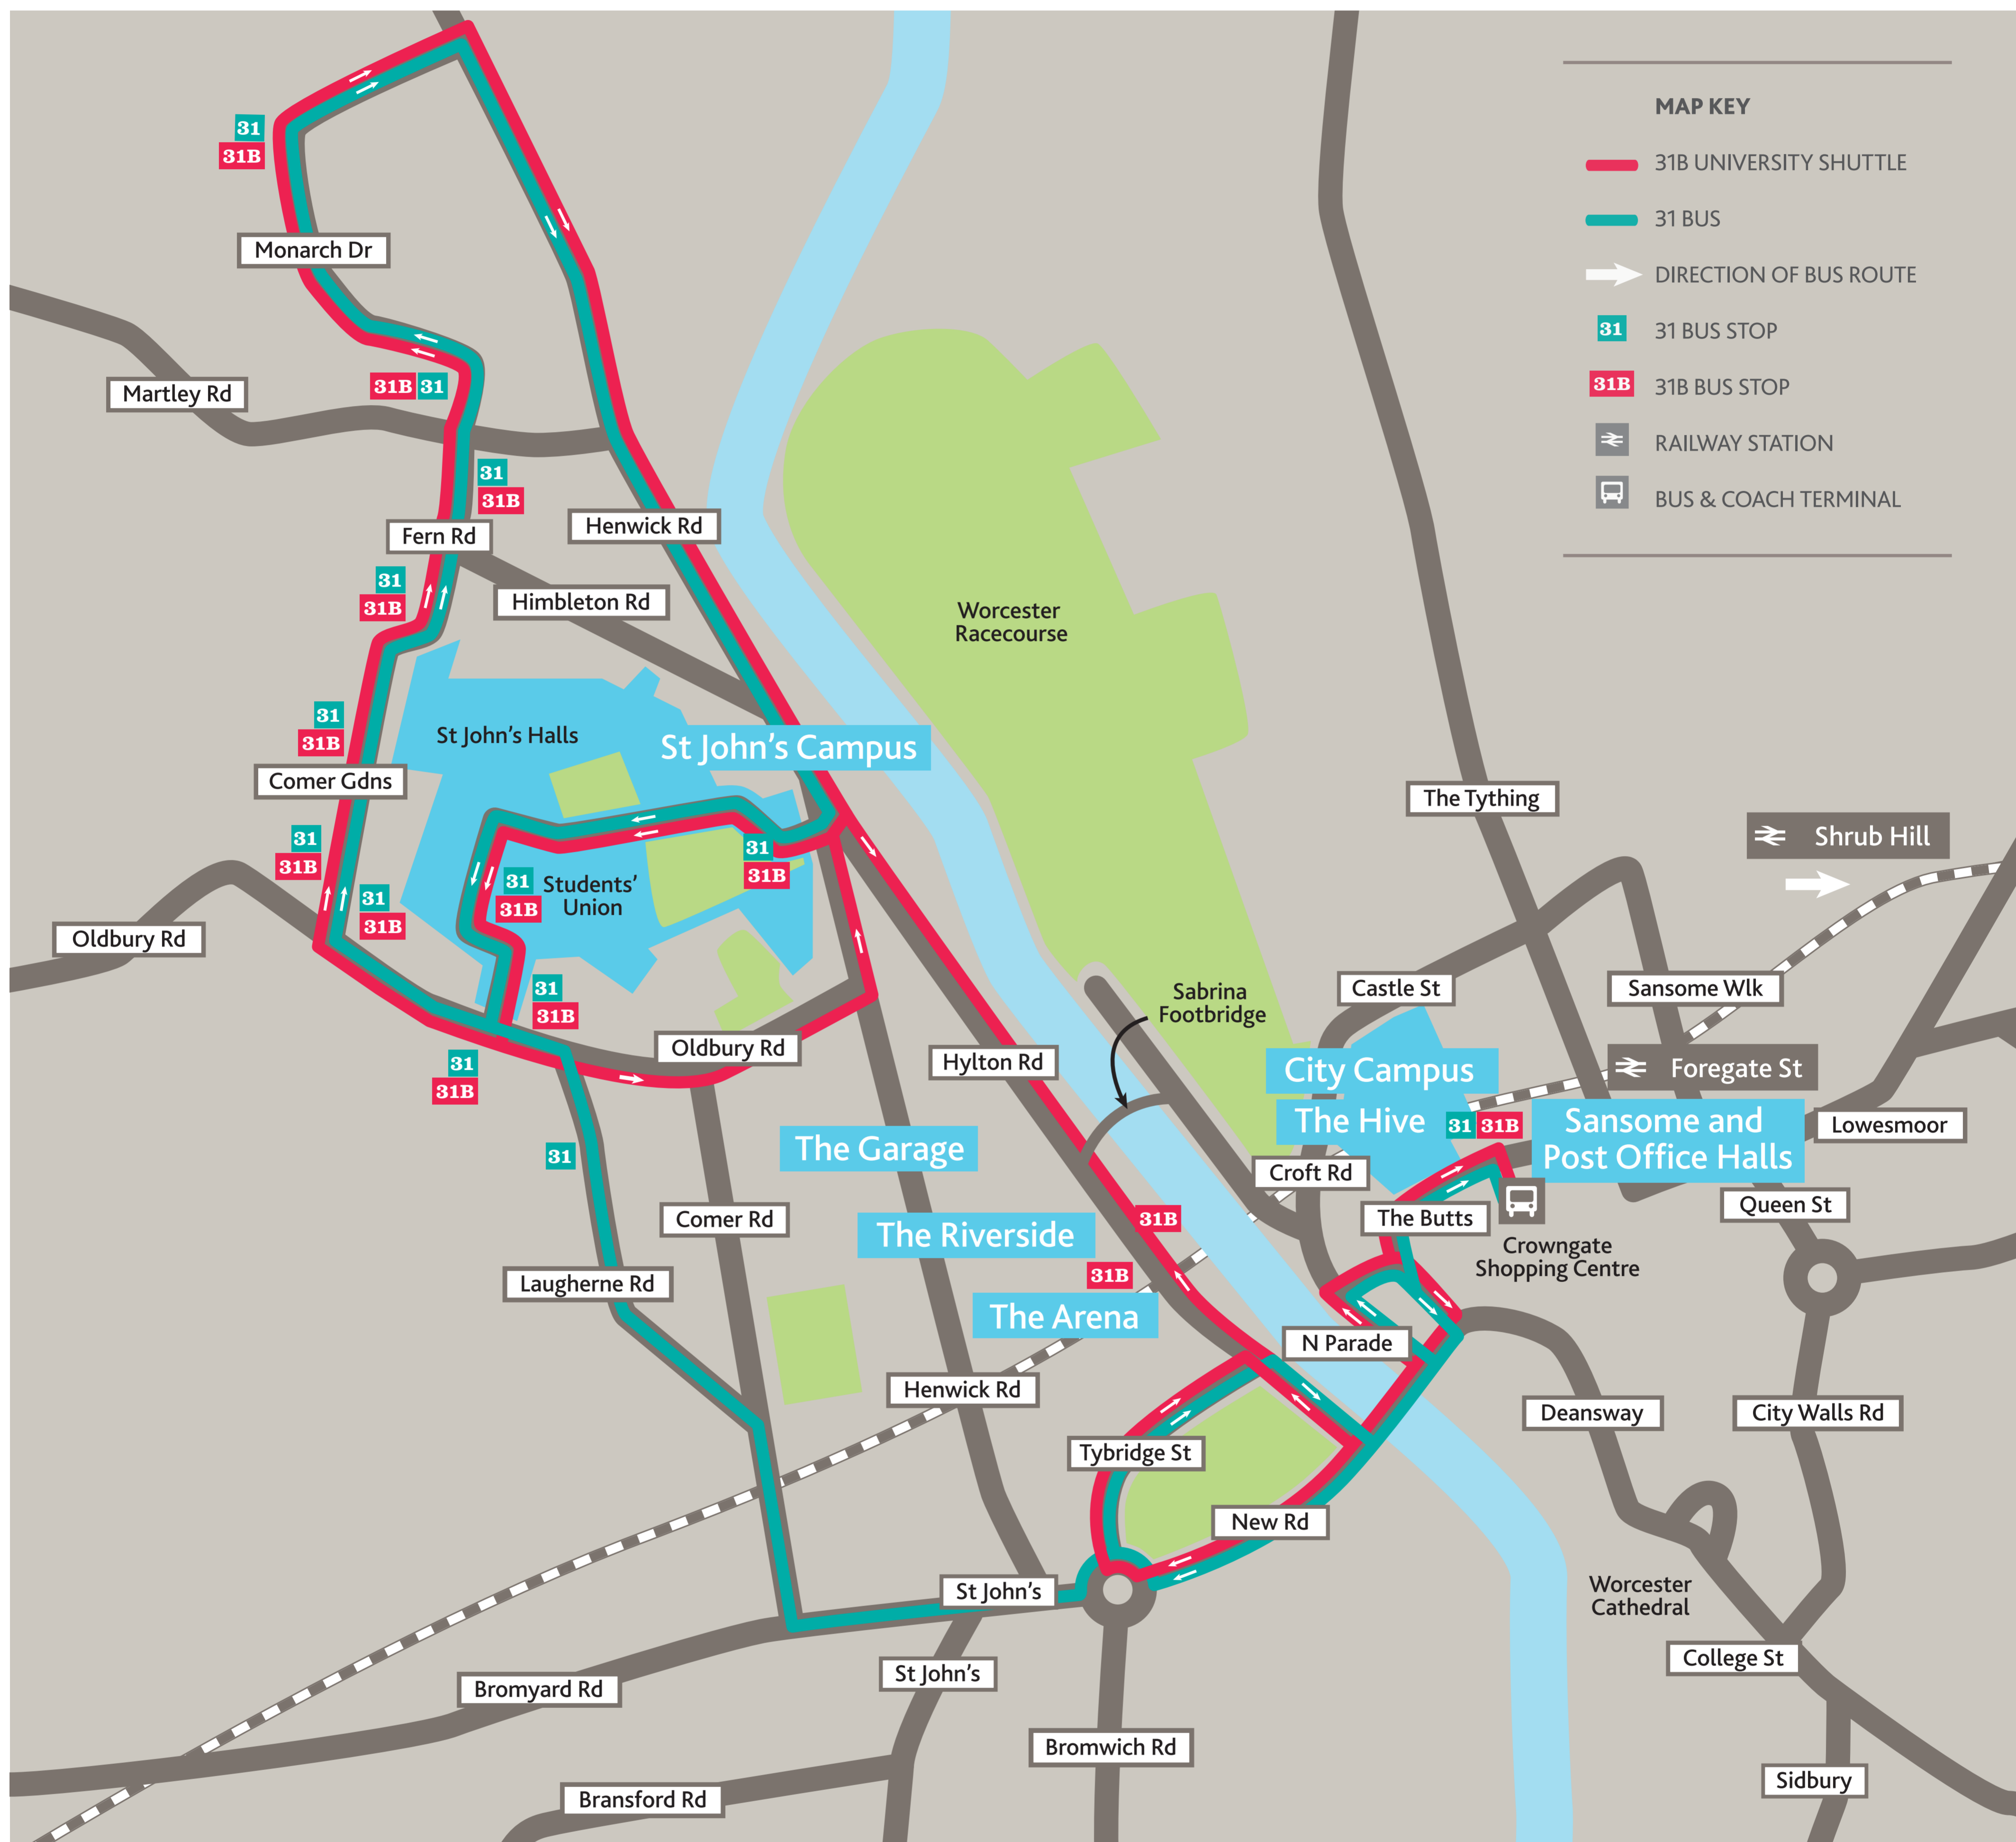 MAP KEY
31B UNIVERSITY SHUTTLE
31 BUS
DIRECTION OF BUS ROUTE
31
31 BUS STOP
31B
31B BUS STOP
RAILWAY STATION
BUS & COACH TERMINAL
31
31B
Monarch Dr
Martley Rd
31B 31
31
31B
Fern Rd
Henwick Rd
31
31B
Himbleton Rd
Worcester
Racecourse
31
31B
St John's Halls
St John's Campus
Comer Gdns
The Tything
Shrub Hill
31
31B
31
31B
31
31B
31
31B
Students'
Union
Oldbury Rd
31
31B
Castle St
Sansome Wlk
Sabrina
Footbridge
31
31B
Oldbury Rd
Hylton Rd
City Campus
Foregate St
The Hive
31 31B
Sansome and
Post Office Halls
Lowesmoor
The Garage
31
Croft Rd
Queen St
Comer Rd
31B
The Butts
The Riverside
Crowngate
Shopping Centre
31B
Laugherne Rd
The Arena
N Parade
Henwick Rd
Deansway
City Walls Rd
Tybridge St
New Rd
St John's
Worcester
Cathedral
College St
St John's
Bromyard Rd
Bromwich Rd
Sidbury
Bransford Rd